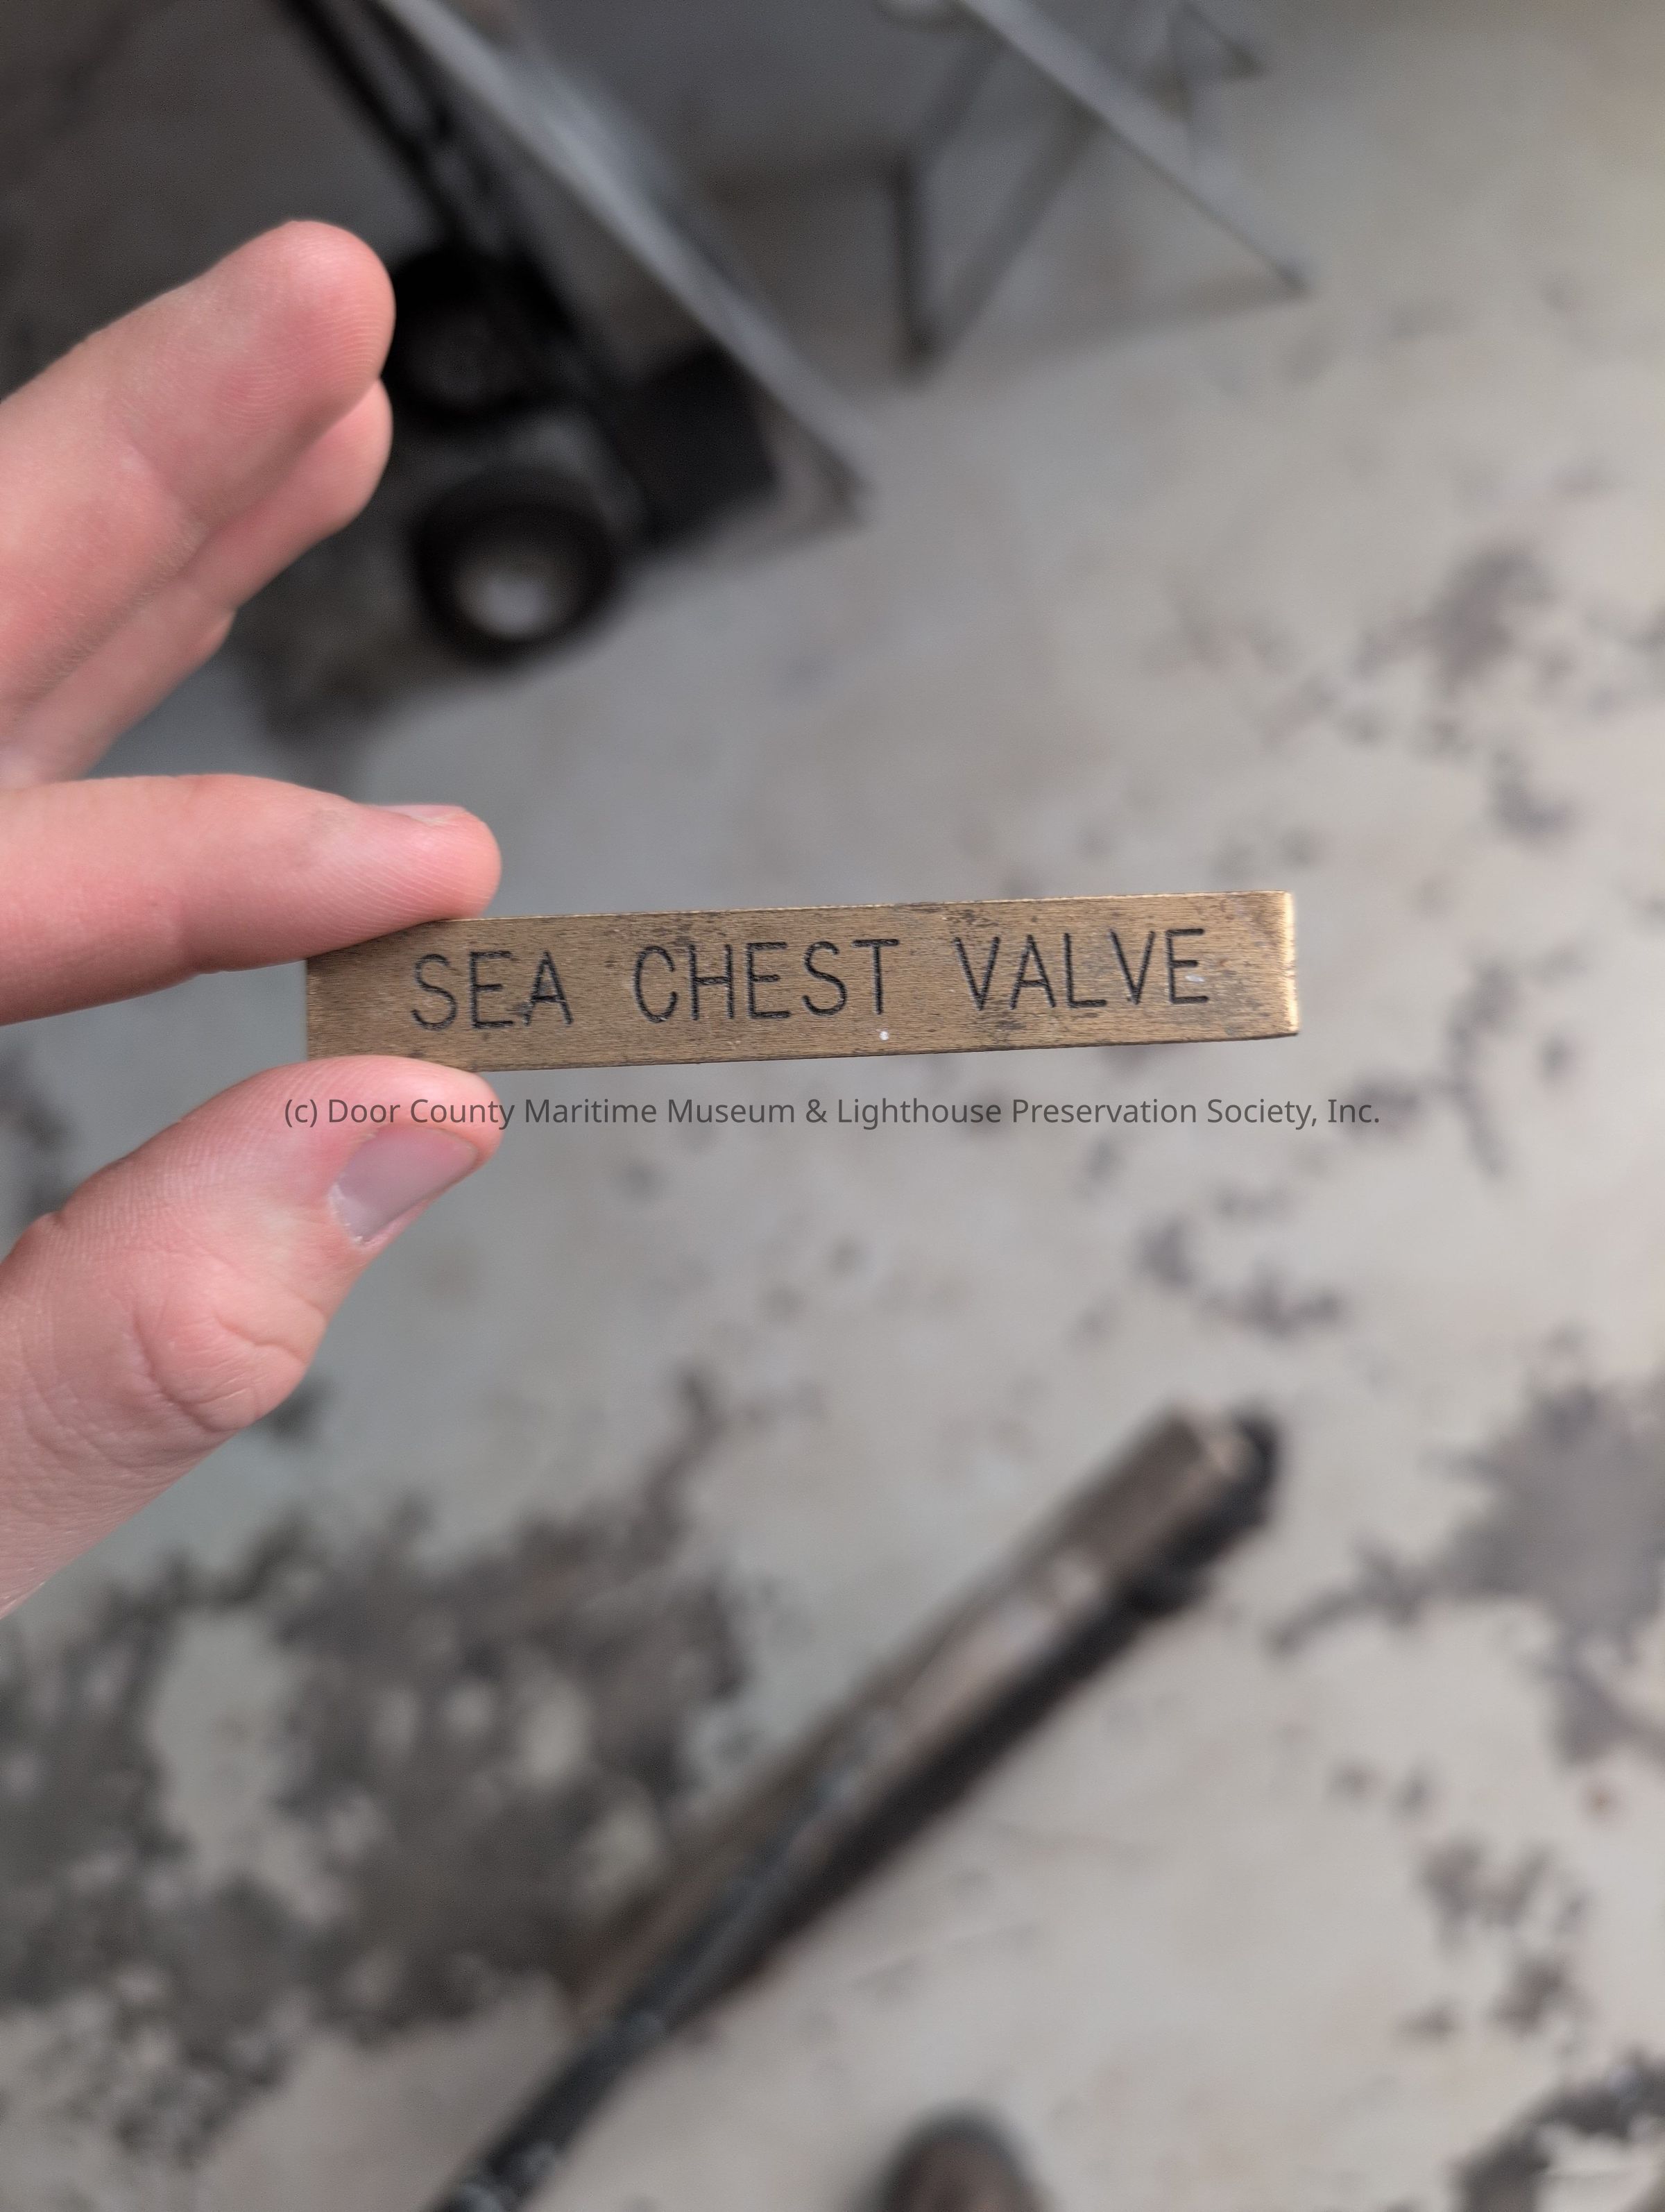 SEA CHEST VALVE
(c) Door County Maritime Museum & Lighthouse Preservation Society, Inc.